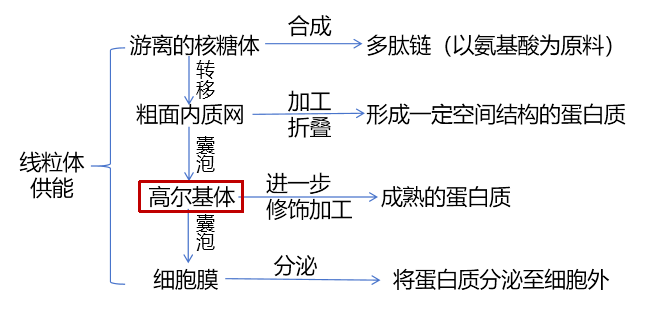 游离的核糖体
合成
多肽链（以氨基酸为原料）
转移
粗面内质网
加工
折叠
形成一定空间结构的蛋白质
囊泡
线粒体
供能
高尔基体
进一步
修饰加工
成熟的蛋白质
囊泡
细胞膜
分泌
将蛋白质分泌至细胞外